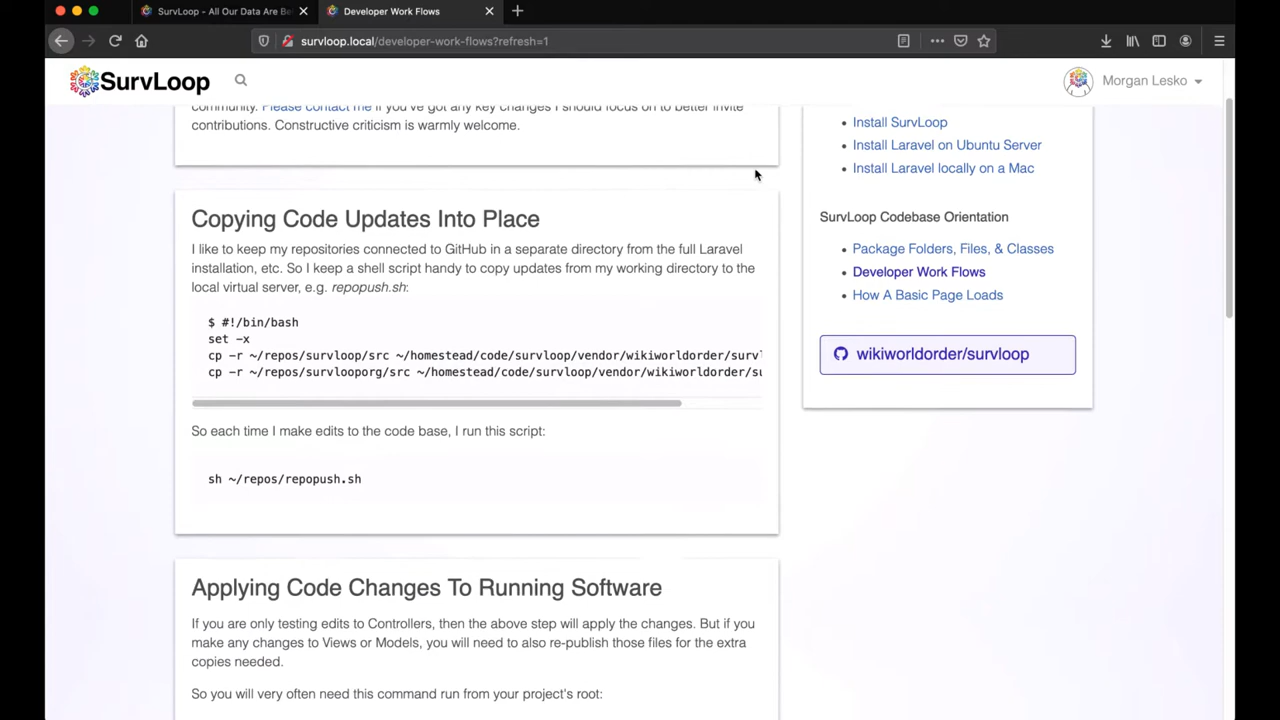 SurvLoop - All Our Data Are Be
Developer Work Flows
survloop.local/developer-work-flows?refresh=1
SurvLoop
Morgan Lesko
community. Please contact me if you've got any key changes I should focus on to better invite
contributions. Constructive criticism is warmly welcome.
Copying Code Updates Into Place
I like to keep my repositories connected to GitHub in a separate directory from the full Laravel
installation, etc. So I keep a shell script handy to copy updates from my working directory to the
local virtual server, e.g. repopush.sh:
$ #!/bin/bash
set -x
cp -r ~/repos/survloop/src ~/homestead/code/survloop/vendor/wikiworldorder/survl
cp -r ~/repos/survlooporg/src ~/homestead/code/survloop/vendor/wikiworldorder/su
So each time I make edits to the code base, I run this script:
sh ~/repos/repopush.sh
Applying Code Changes To Running Software
If you are only testing edits to Controllers, then the above step will apply the changes. But if you
make any changes to Views or Models, you will need to also re-publish those files for the extra
copies needed.
So you will very often need this command run from your project's root:
Install SurvLoop
Install Laravel on Ubuntu Server
Install Laravel locally on a Mac
SurvLoop Codebase Orientation
Package Folders, Files, & Classes
Developer Work Flows
How A Basic Page Loads
wikiworldorder/survloop